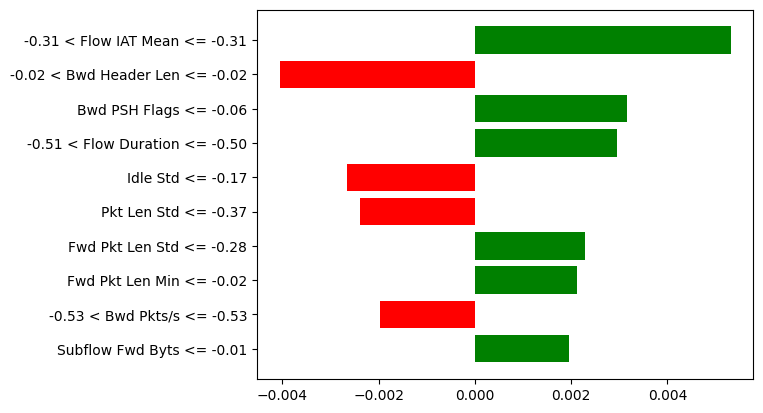 -0.31 < Flow IAT Mean <= -0.31
-0.02 < Bwd Header Len <= -0.02
Bwd PSH Flags <= -0.06
-0.51 < Flow Duration <= -0.50
Idle Std <= -0.17
Pkt Len Std <= -0.37
Fwd Pkt Len Std <= -0.28
Fwd Pkt Len Min <= -0.02
-0.53 < Bwd Pkts/s <= -0.53
Subflow Fwd Byts <= -0.01
−0.004 −0.002 0.000 0.002 0.004